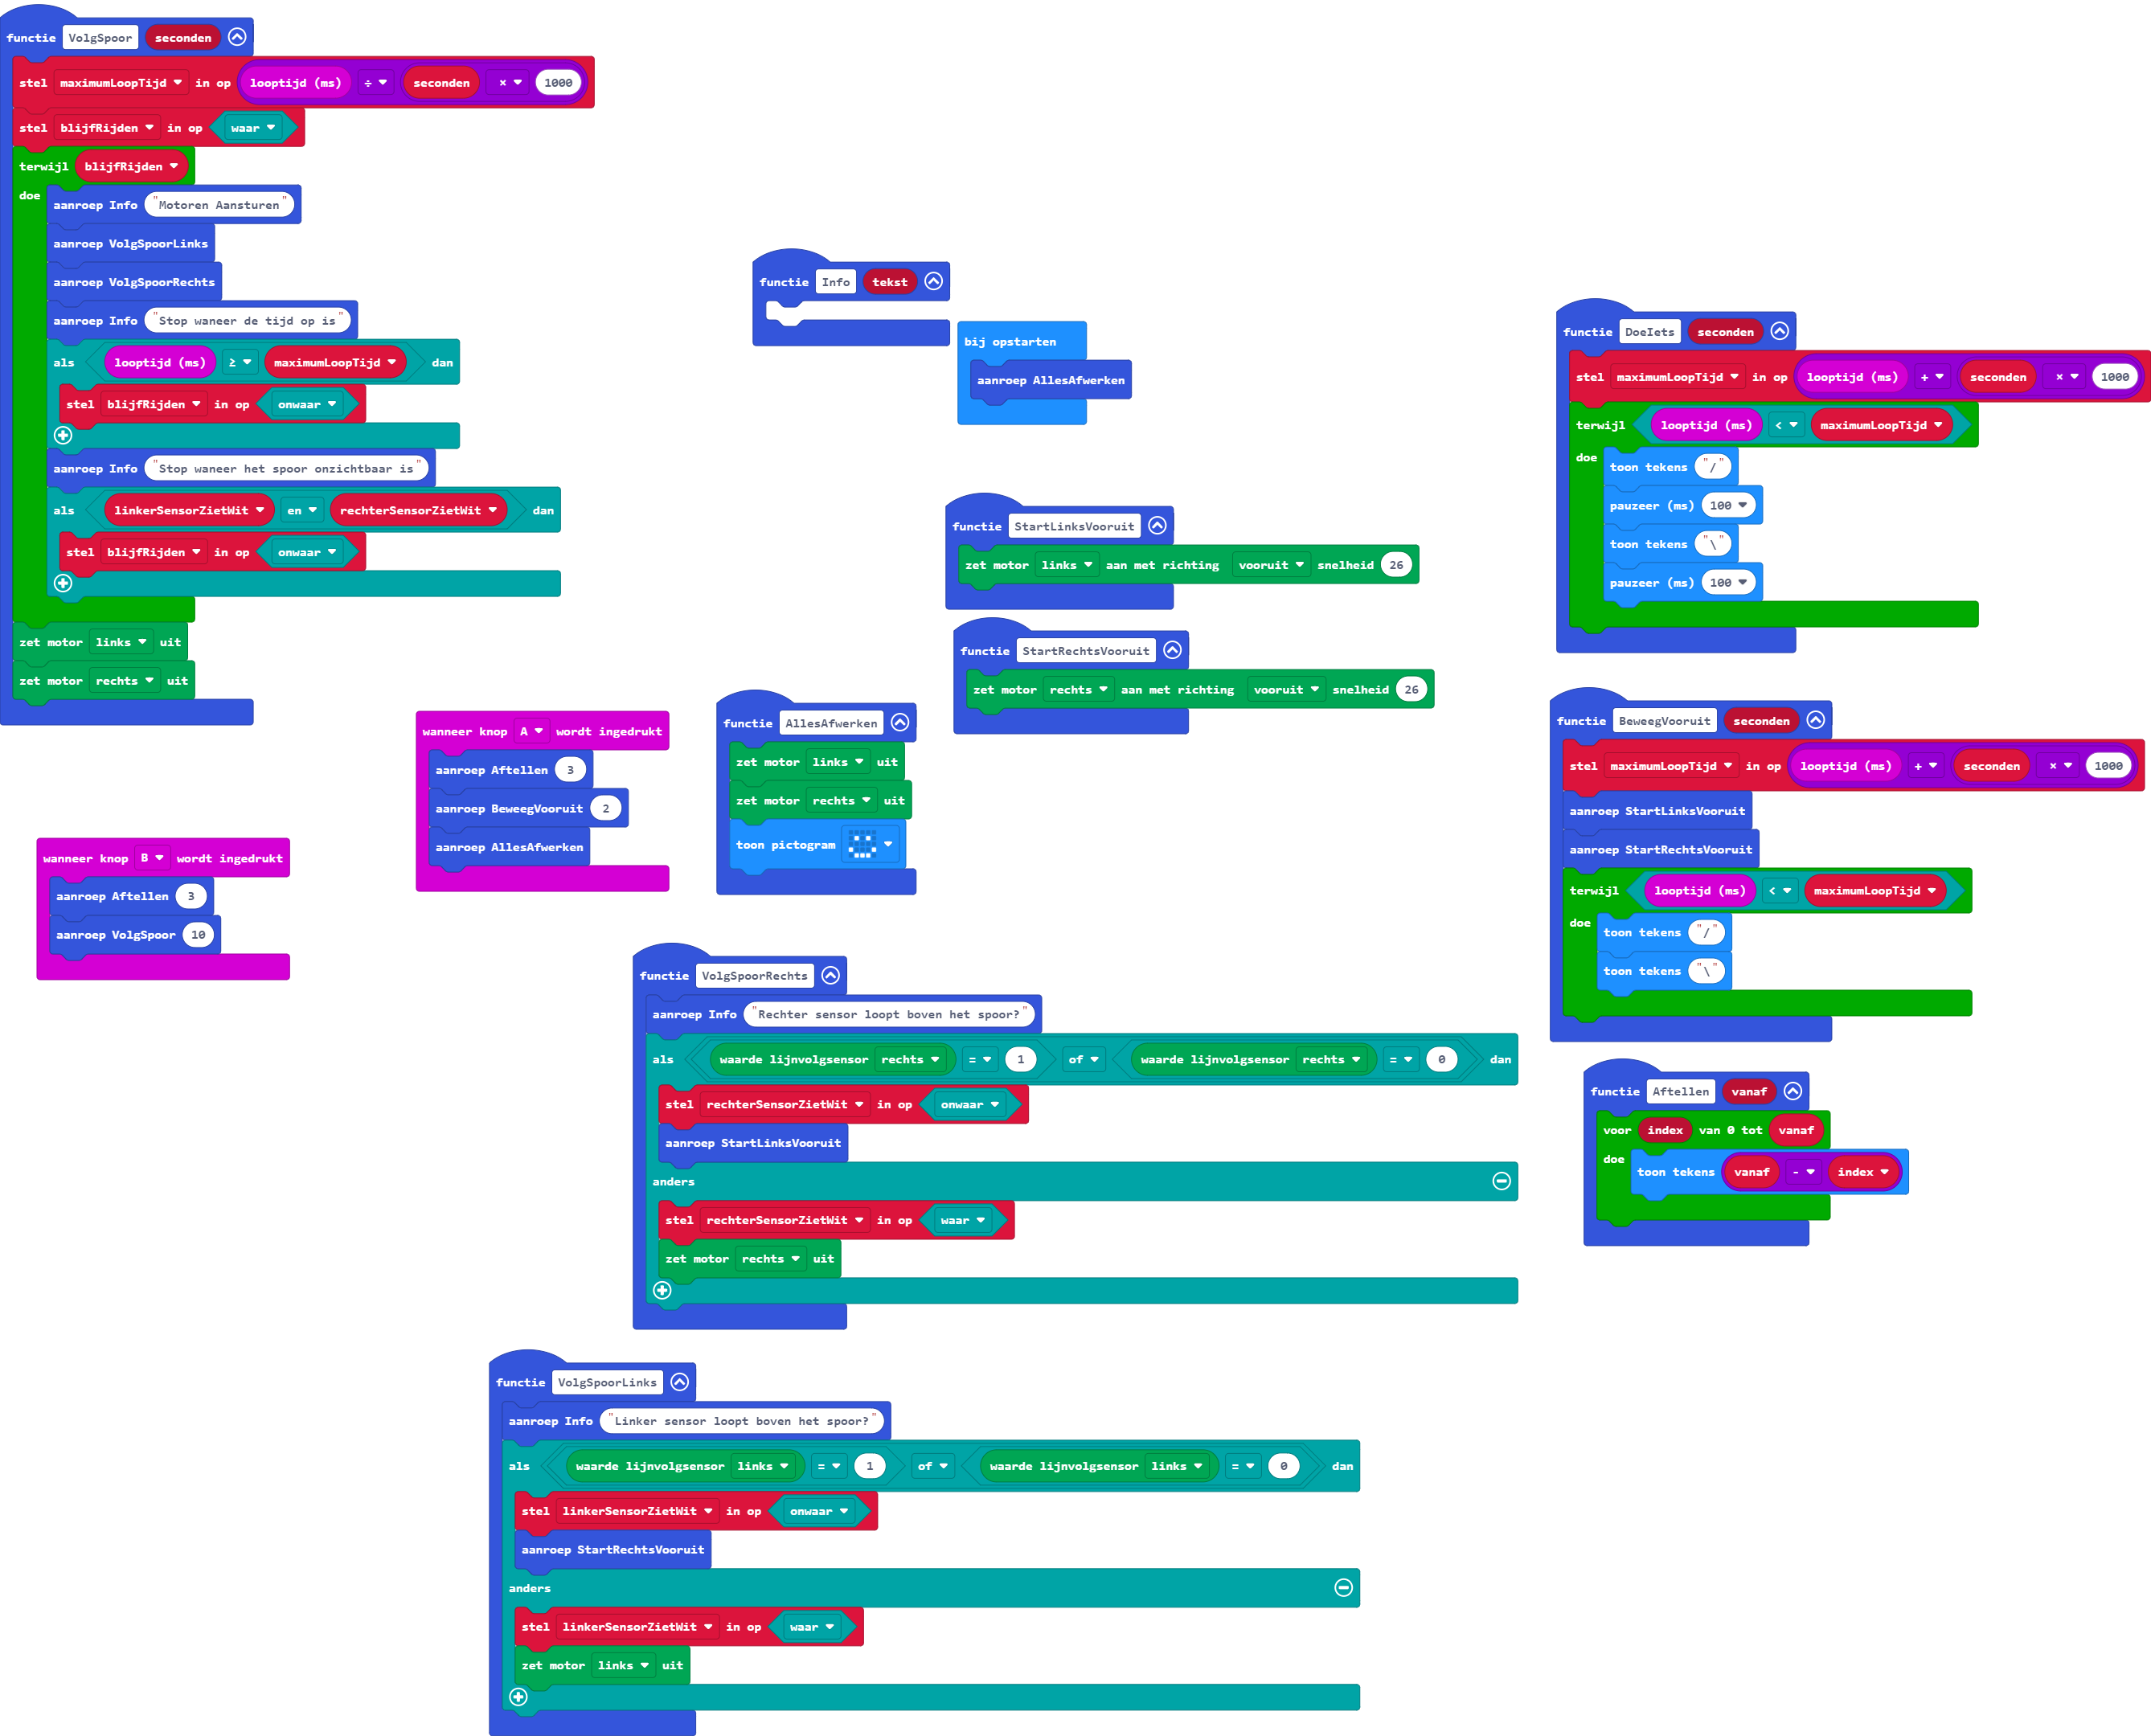 functie VolgSpoor seconden
stel maximumLoopTijd in op looptijd (ms) ÷ seconden × 1000
stel blijfRijden in op waar
terwijl blijfRijden
doe
aanroep Info "Motoren Aansturen"
aanroep VolgSpoorLinks
aanroep VolgSpoorRechts
aanroep Info "Stop waneer de tijd op is"
als looptijd (ms) ≥ maximumLoopTijd dan
stel blijfRijden in op onwaar
aanroep Info "Stop waneer het spoor onzichtbaar is"
als linkerSensorZietWit en rechterSensorZietWit dan
stel blijfRijden in op onwaar
zet motor links uit
zet motor rechts uit
functie Info tekst
bij opstarten
aanroep AllesAfwerken
functie StartLinksVooruit
zet motor links aan met richting vooruit snelheid 26
functie StartRechtsVooruit
zet motor rechts aan met richting vooruit snelheid 26
functie DoeIets seconden
stel maximumLoopTijd in op looptijd (ms) + seconden × 1000
terwijl looptijd (ms) < maximumLoopTijd
doe
toon tekens "/"
pauzeer (ms) 100
toon tekens "\"
pauzeer (ms) 100
wanneer knop B wordt ingedrukt
aanroep Aftellen 3
aanroep VolgSpoor 10
wanneer knop A wordt ingedrukt
aanroep Aftellen 3
aanroep BeweegVooruit 2
aanroep AllesAfwerken
functie AllesAfwerken
zet motor links uit
zet motor rechts uit
toon pictogram
functie BeweegVooruit seconden
stel maximumLoopTijd in op looptijd (ms) + seconden × 1000
aanroep StartLinksVooruit
aanroep StartRechtsVooruit
terwijl looptijd (ms) < maximumLoopTijd
doe
toon tekens "/"
toon tekens "\"
functie VolgSpoorRechts
aanroep Info "Rechter sensor loopt boven het spoor?"
als waarde lijnvolgsensor rechts = 1 of waarde lijnvolgsensor rechts = 0 dan
stel rechterSensorZietWit in op onwaar
aanroep StartLinksVooruit
anders
stel rechterSensorZietWit in op waar
zet motor rechts uit
functie Aftellen vanaf
voor index van 0 tot vanaf
doe
toon tekens vanaf - index
functie VolgSpoorLinks
aanroep Info "Linker sensor loopt boven het spoor?"
als waarde lijnvolgsensor links = 1 of waarde lijnvolgsensor links = 0 dan
stel linkerSensorZietWit in op onwaar
aanroep StartRechtsVooruit
anders
stel linkerSensorZietWit in op waar
zet motor links uit